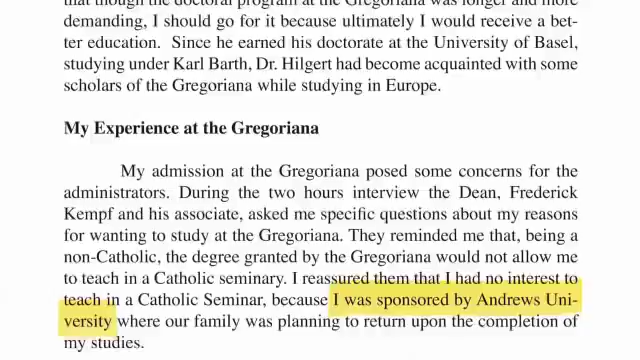 that though the doctoral program at the Gregoriana was longer and more
demanding, I should go for it because ultimately I would receive a bet-
ter education. Since he earned his doctorate at the University of Basel,
studying under Karl Barth, Dr. Hilgert had become acquainted with some
scholars of the Gregoriana while studying in Europe.
My Experience at the Gregoriana
My admission at the Gregoriana posed some concerns for the
administrators. During the two hours interview the Dean, Frederick
Kempf and his associate, asked me specific questions about my reasons
for wanting to study at the Gregoriana. They reminded me that, being a
non-Catholic, the degree granted by the Gregoriana would not allow me
to teach in a Catholic seminary. I reassured them that I had no interest to
teach in a Catholic Seminar, because I was sponsored by Andrews Uni-
versity where our family was planning to return upon the completion of
my studies.